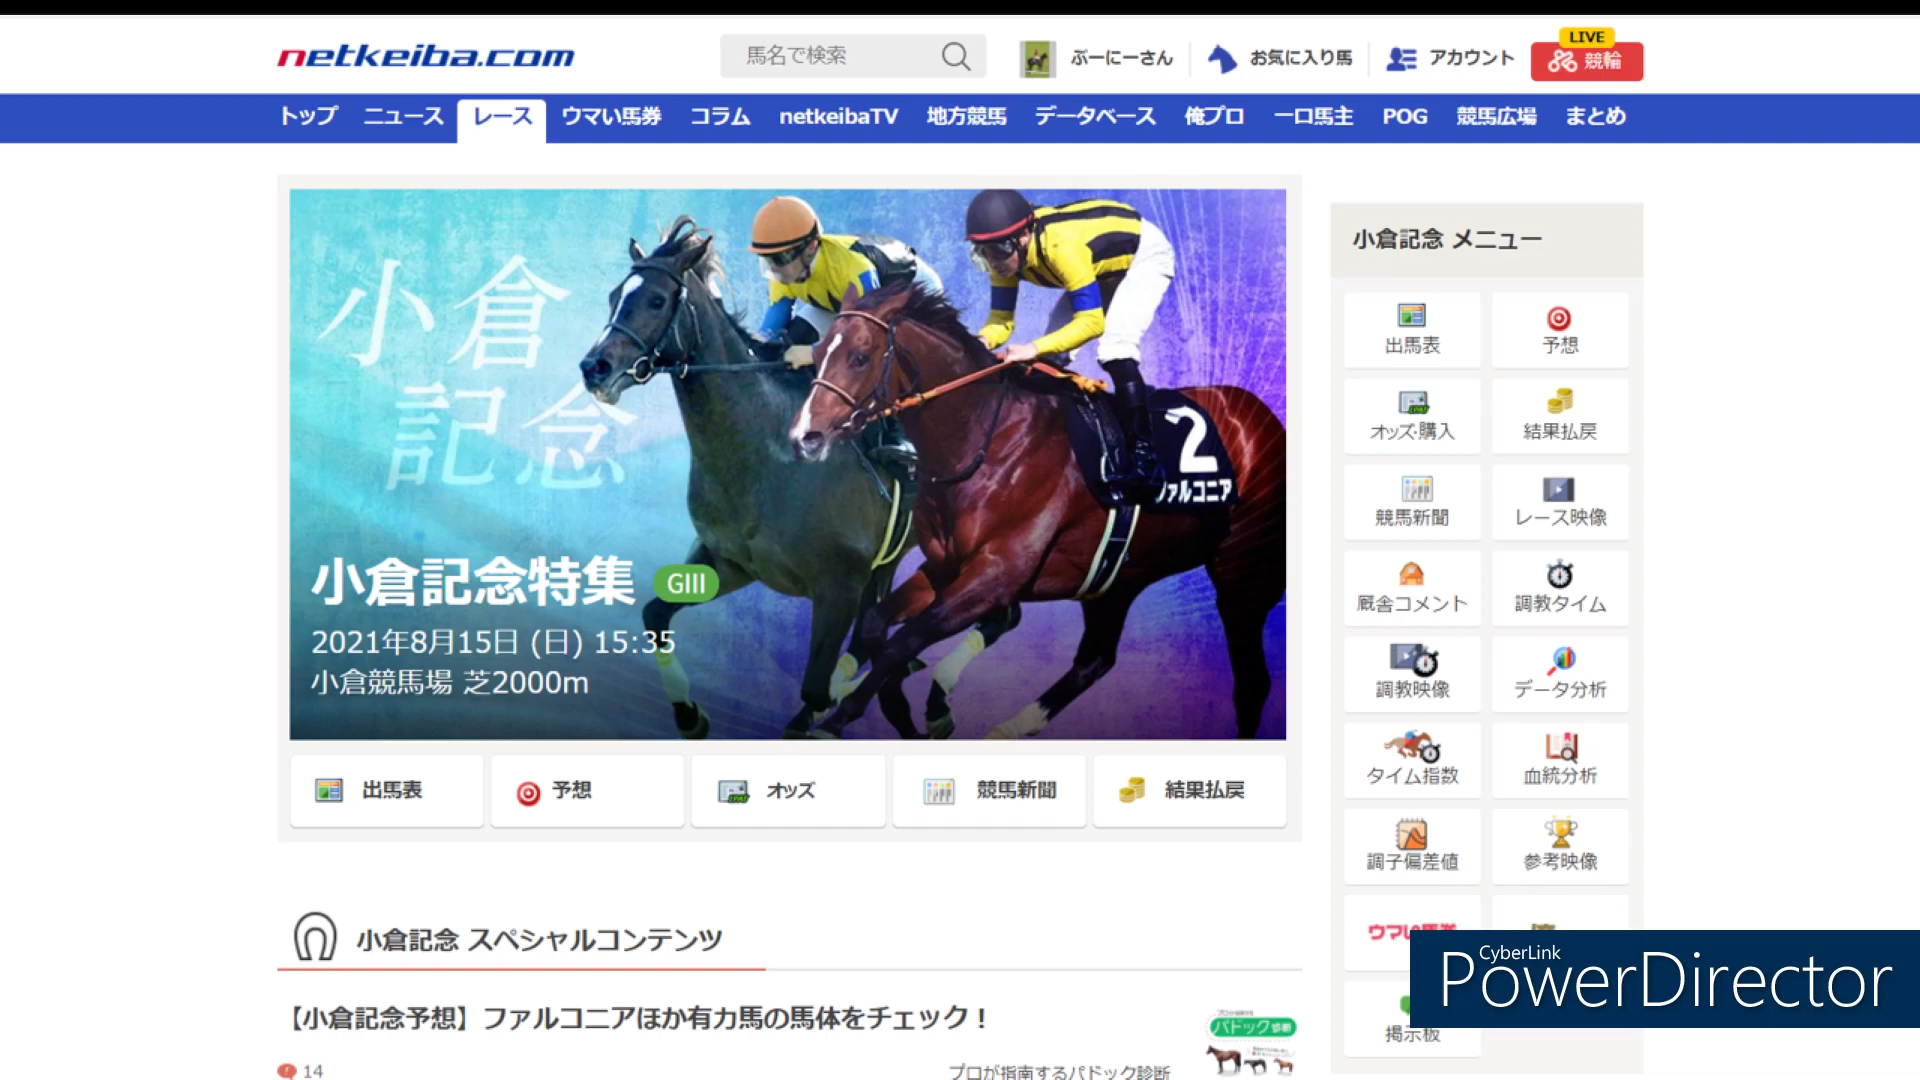 netkeiba.com
馬名で検索
ぶーにーさん
お気に入り馬
アカウント
LIVE
競輪
トップ ニュース レース ウマい馬券 コラム netkeibaTV 地方競馬 データベース 俺プロ 一口馬主 POG 競馬広場 まとめ
小倉
記念
2
ファルコニア
小倉記念特集 GIII
2021年8月15日 (日) 15:35
小倉競馬場 芝2000m
出馬表 予想 オッズ 競馬新聞 結果払戻
小倉記念 スペシャルコンテンツ
【小倉記念予想】ファルコニアほか有力馬の馬体をチェック！
14
プロが指南するパドック診断
パドック診断
小倉記念 メニュー
出馬表 予想
オッズ・購入 結果払戻
競馬新聞 レース映像
厩舎コメント 調教タイム
調教映像 データ分析
タイム指数 血統分析
調子偏差値 参考映像
ウマい馬券
掲示板
CyberLink
PowerDirector